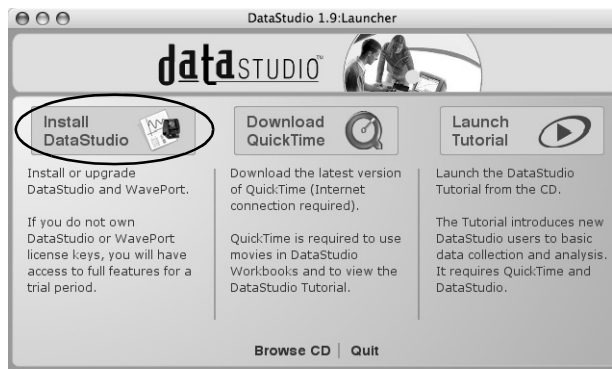 DataStudio 1.9:Launcher
dataSTUDIO™
Install
DataStudio
Install or upgrade
DataStudio and WavePort.
If you do not own
DataStudio or WavePort
license keys, you will have
access to full features for a
trial period.
Download
QuickTime
Download the latest version
of QuickTime (Internet
connection required).
QuickTime is required to use
movies in DataStudio
Workbooks and to view the
DataStudio Tutorial.
Launch
Tutorial
Launch the DataStudio
Tutorial from the CD.
The Tutorial introduces new
DataStudio users to basic
data collection and analysis.
It requires QuickTime and
DataStudio.
Browse CD | Quit